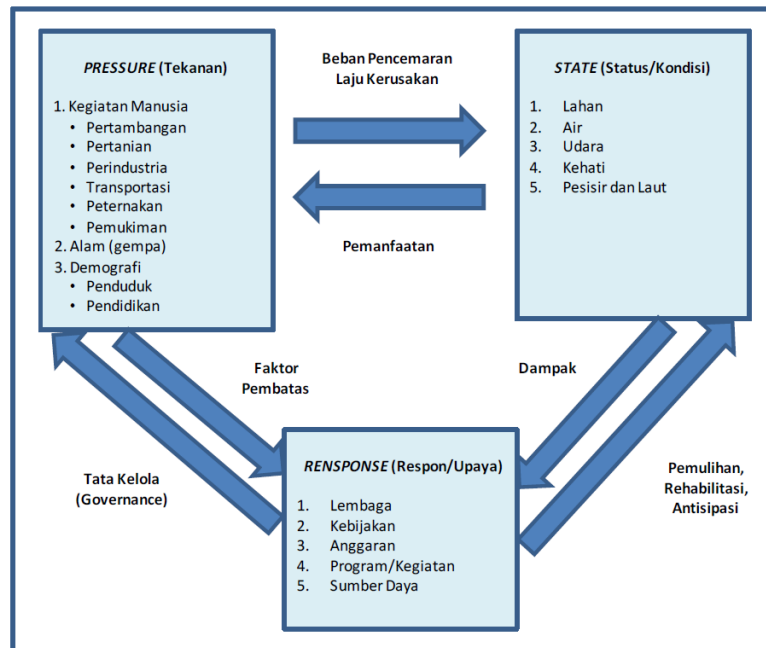 PRESSURE (Tekanan)
1. Kegiatan Manusia
• Pertambangan
• Pertanian
• Perindustria
• Transportasi
• Peternakan
• Pemukiman
2. Alam (gempa)
3. Demografi
• Penduduk
• Pendidikan
Beban Pencemaran
Laju Kerusakan
Pemanfaatan
STATE (Status/Kondisi)
1. Lahan
2. Air
3. Udara
4. Kehati
5. Pesisir dan Laut
Faktor
Pembatas
Dampak
Tata Kelola
(Governance)
RENSPONSE (Respon/Upaya)
1. Lembaga
2. Kebijakan
3. Anggaran
4. Program/Kegiatan
5. Sumber Daya
Pemulihan,
Rehabilitasi,
Antisipasi